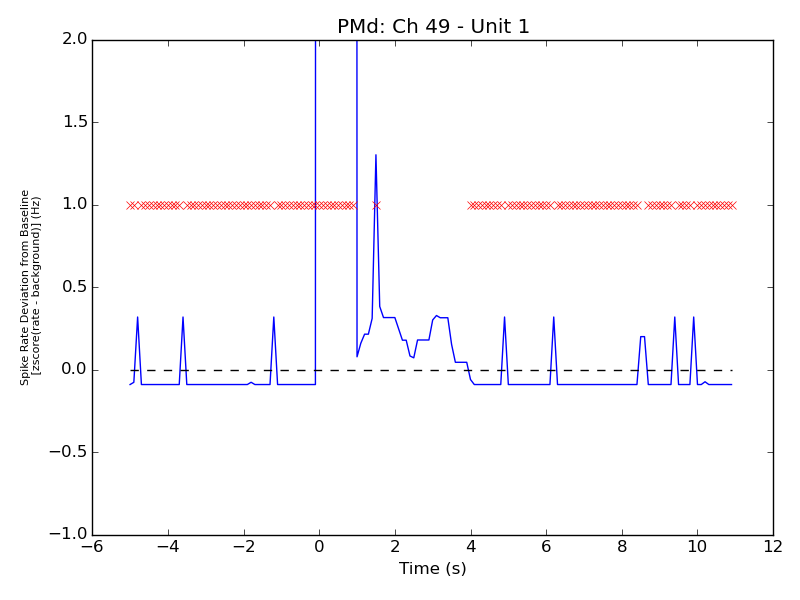 PMd: Ch 49 - Unit 1
2.0
1.5
1.0
0.5
0.0
−0.5
−1.0
Spike Rate Deviation from Baseline
[zscore(rate - background)] (Hz)
−6 −4 −2 0 2 4 6 8 10 12
Time (s)